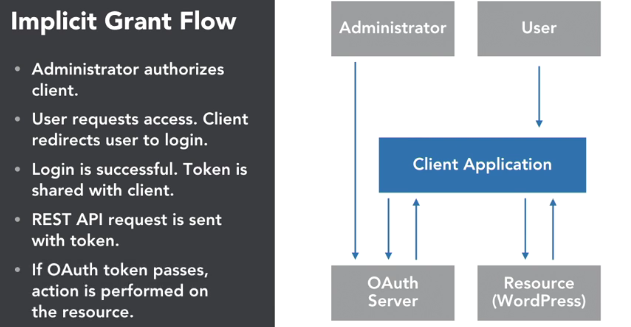 Implicit Grant Flow
• Administrator authorizes
client.
• User requests access. Client
redirects user to login.
• Login is successful. Token is
shared with client.
• REST API request is sent
with token.
• If OAuth token passes,
action is performed on
the resource.
Administrator
User
Client Application
OAuth
Server
Resource
(WordPress)